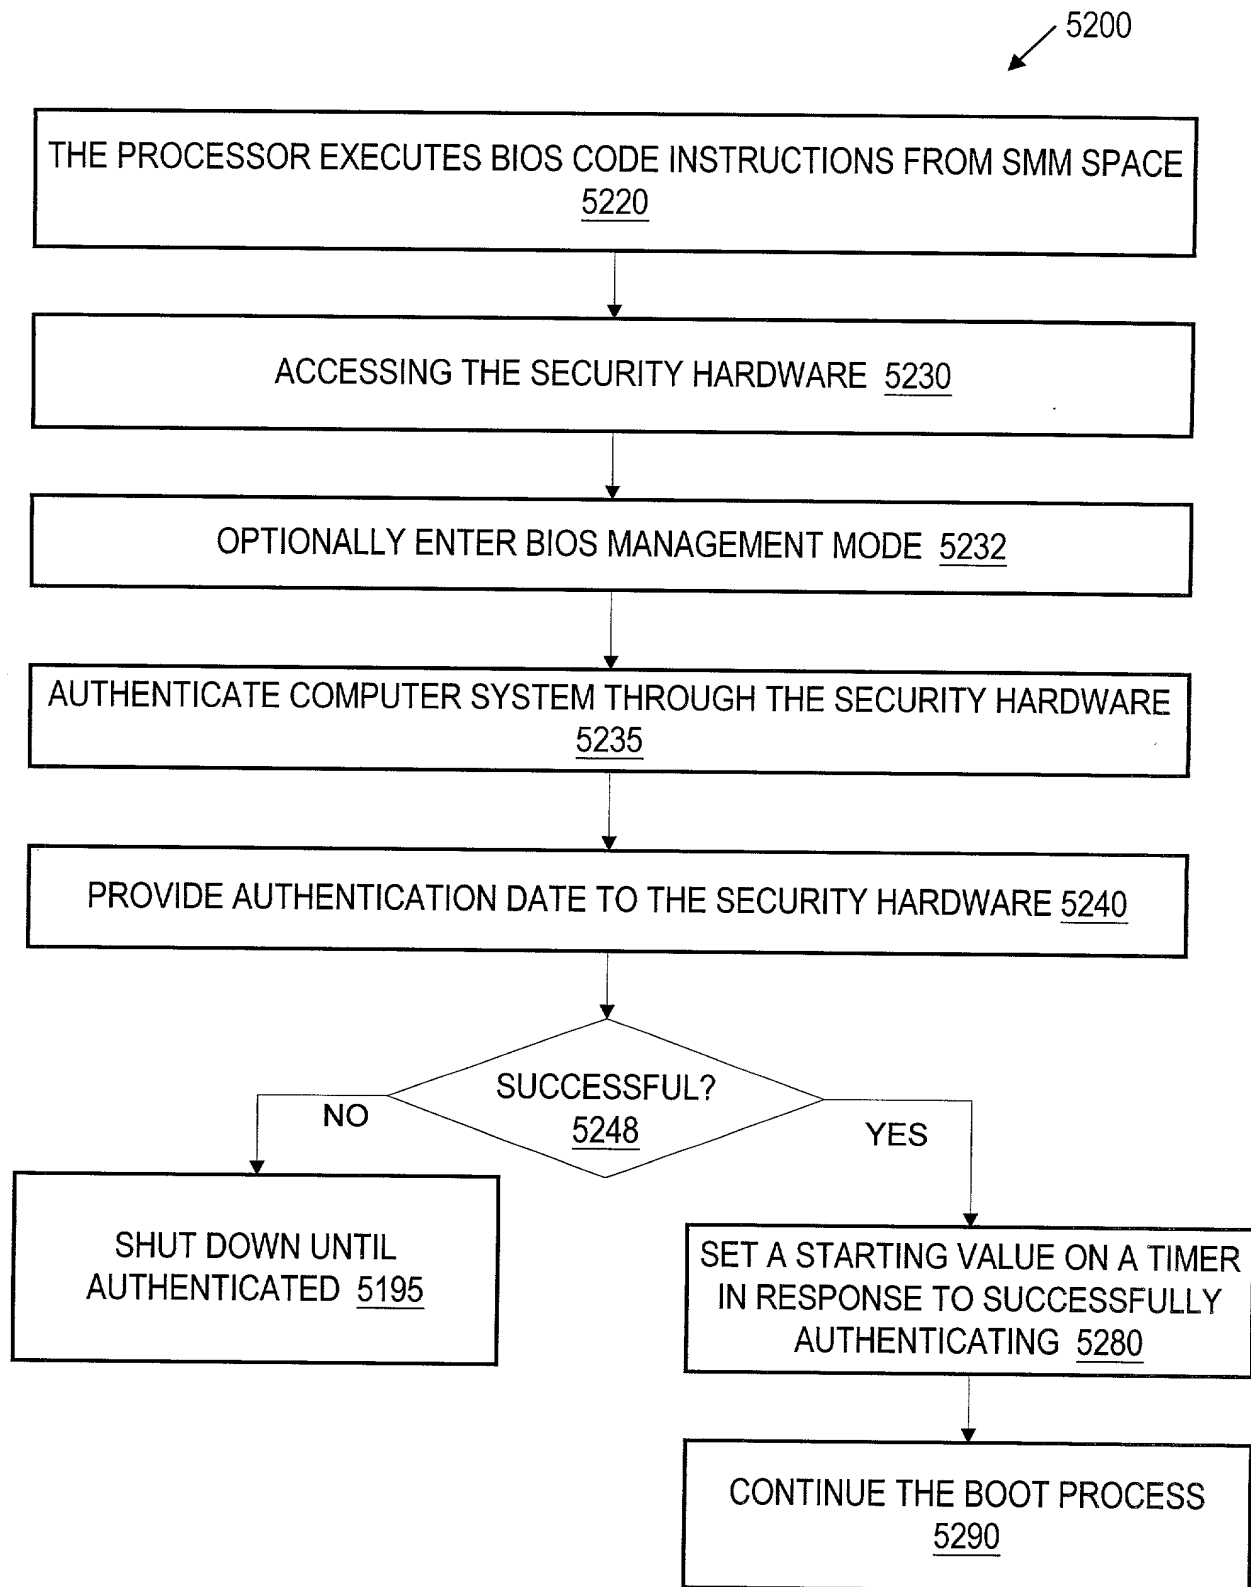 5200
THE PROCESSOR EXECUTES BIOS CODE INSTRUCTIONS FROM SMM SPACE
5220
ACCESSING THE SECURITY HARDWARE 5230
OPTIONALLY ENTER BIOS MANAGEMENT MODE 5232
AUTHENTICATE COMPUTER SYSTEM THROUGH THE SECURITY HARDWARE
5235
PROVIDE AUTHENTICATION DATE TO THE SECURITY HARDWARE 5240
SUCCESSFUL?
5248
NO
YES
SHUT DOWN UNTIL
AUTHENTICATED 5195
SET A STARTING VALUE ON A TIMER
IN RESPONSE TO SUCCESSFULLY
AUTHENTICATING 5280
CONTINUE THE BOOT PROCESS
5290